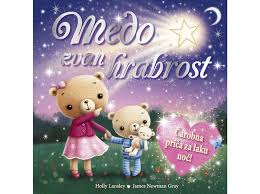 Medo
zvan
hrabrost
Čarobna
priča za laku
noć!
Holly Lansley • James Newman Gray